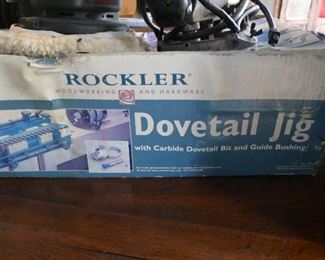 ROCKLER
WOODWORKING AND HARDWARE
Dovetail Jig
with Carbide Dovetail Bit and Guide Bushing